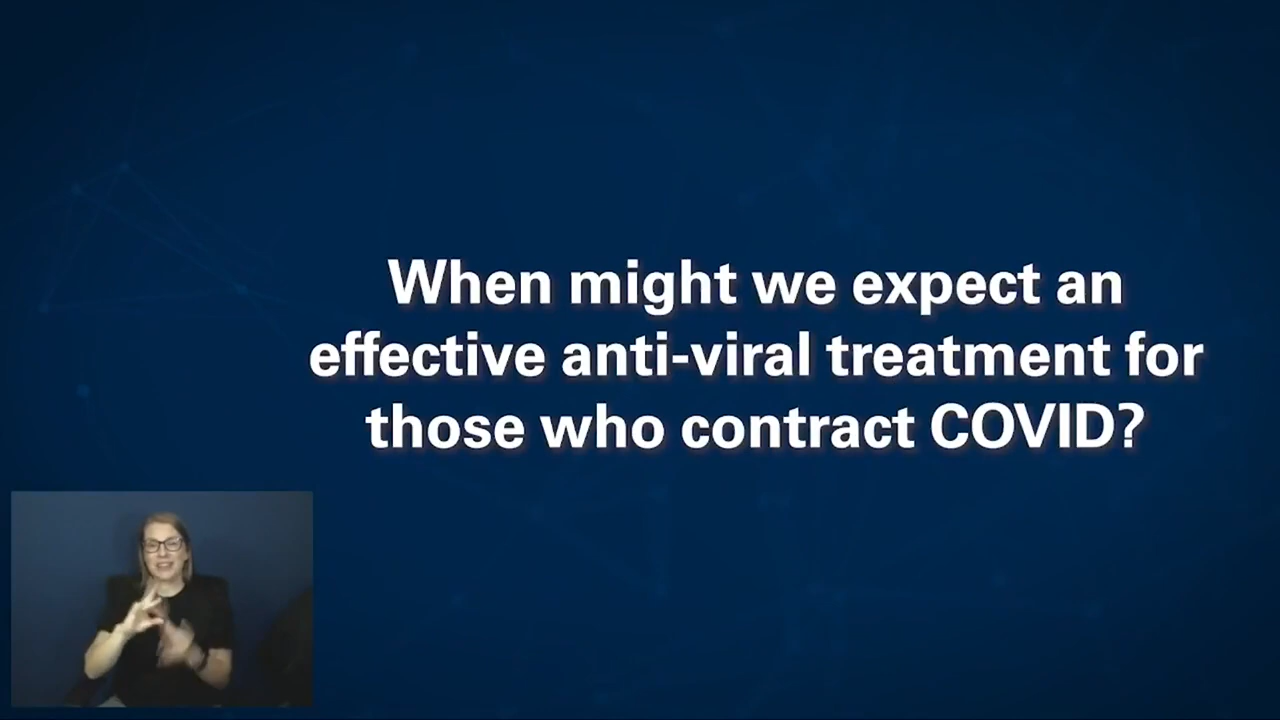 When might we expect an
effective anti-viral treatment for
those who contract COVID?